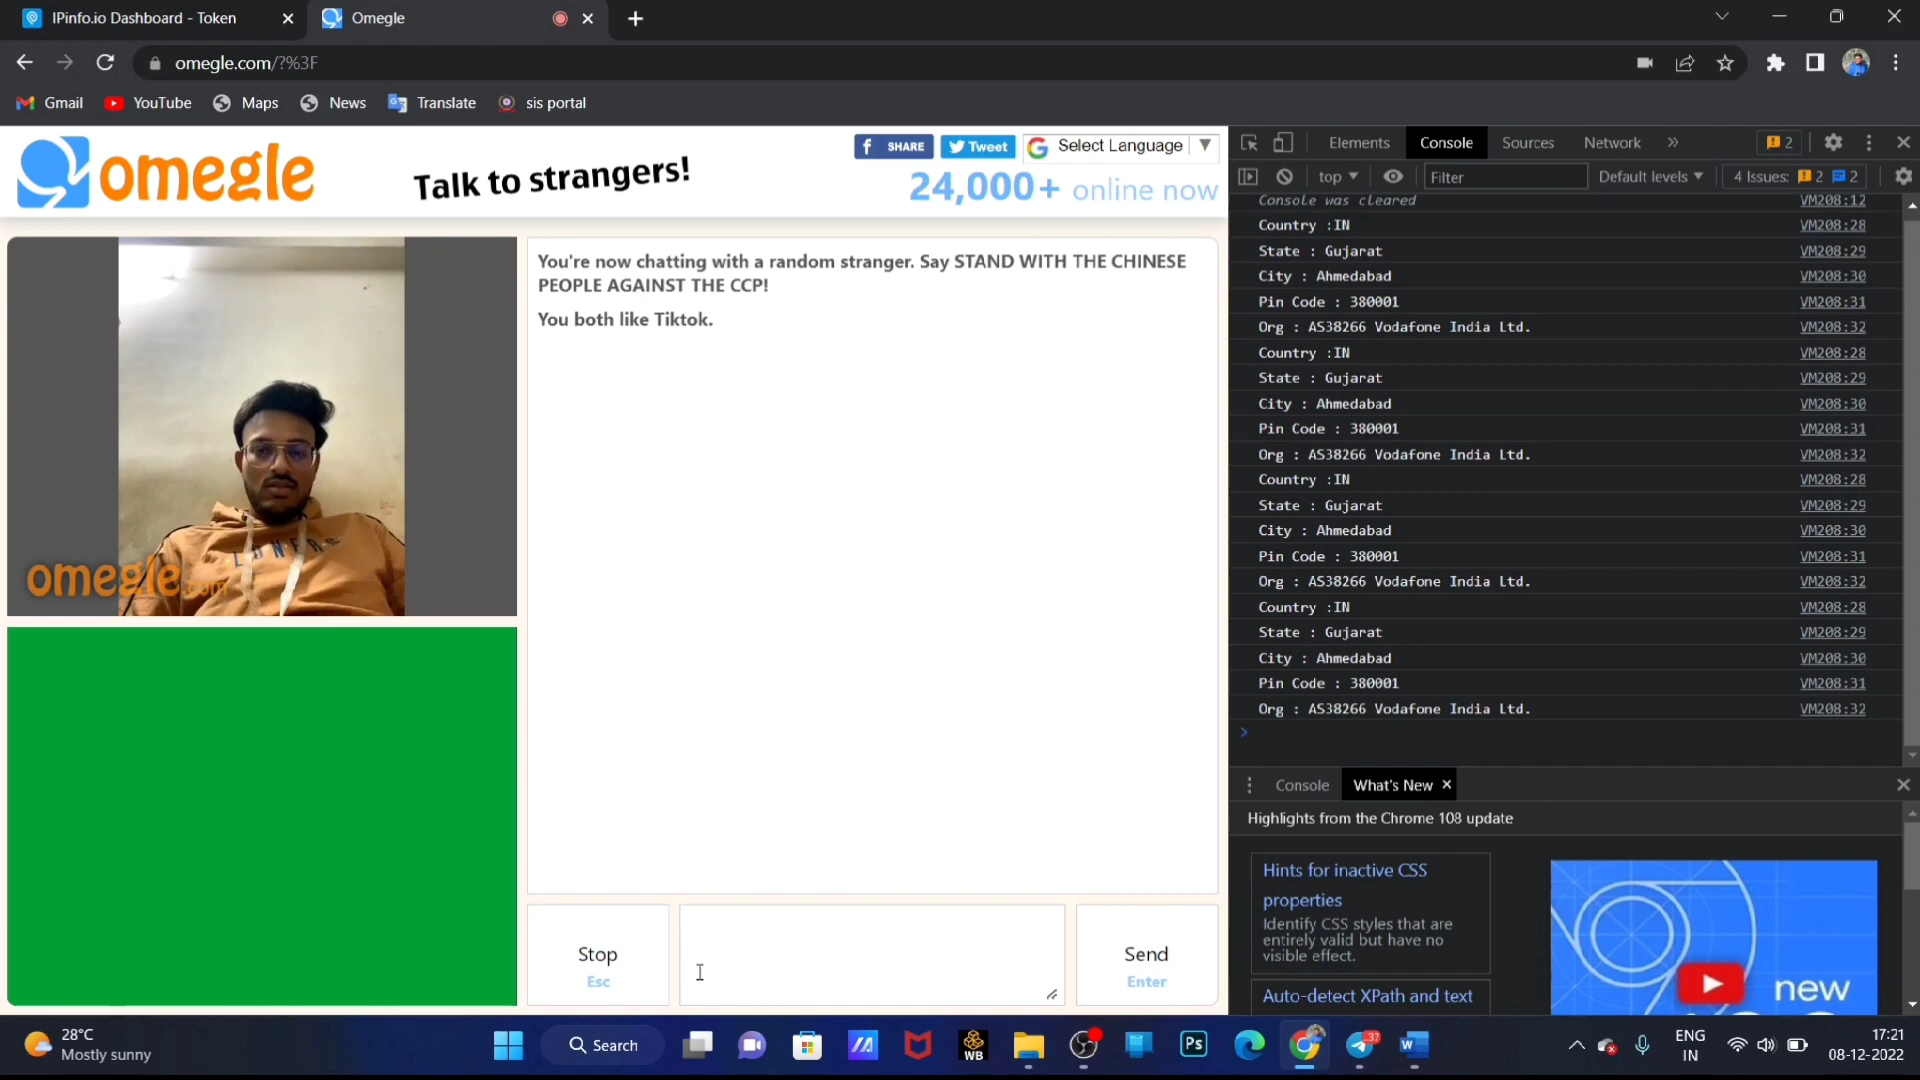 IPinfo.io Dashboard - Token
Omegle
omegle.com/?%3F
Gmail
YouTube
Maps
News
Translate
sis portal
omegle
Talk to strangers!
f SHARE
Tweet
Select Language ▼
24,000+ online now
You're now chatting with a random stranger. Say STAND WITH THE CHINESE
PEOPLE AGAINST THE CCP!
You both like Tiktok.
omegle.com
Stop
Esc
Send
Enter
Elements
Console
Sources
Network
»
2
top ▼
Filter
Default levels ▼
4 Issues: 2 2
Console was cleared VM208:12
Country :IN VM208:28
State : Gujarat VM208:29
City : Ahmedabad VM208:30
Pin Code : 380001 VM208:31
Org : AS38266 Vodafone India Ltd. VM208:32
Country :IN VM208:28
State : Gujarat VM208:29
City : Ahmedabad VM208:30
Pin Code : 380001 VM208:31
Org : AS38266 Vodafone India Ltd. VM208:32
Country :IN VM208:28
State : Gujarat VM208:29
City : Ahmedabad VM208:30
Pin Code : 380001 VM208:31
Org : AS38266 Vodafone India Ltd. VM208:32
Country :IN VM208:28
State : Gujarat VM208:29
City : Ahmedabad VM208:30
Pin Code : 380001 VM208:31
Org : AS38266 Vodafone India Ltd. VM208:32
Console
What's New
Highlights from the Chrome 108 update
Hints for inactive CSS
properties
Identify CSS styles that are
entirely valid but have no
visible effect.
Auto-detect XPath and text
new
28°C
Mostly sunny
Search
WB
Ps
37
W
ENG
IN
17:21
08-12-2022